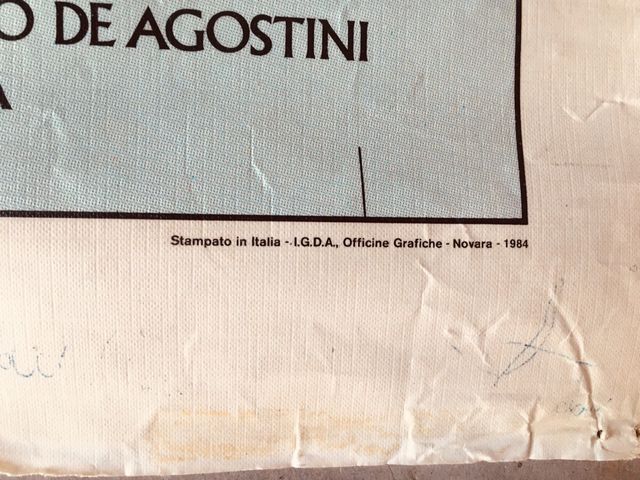 O DE AGOSTINI
A
Stampato in Italia - I.G.D.A., Officine Grafiche - Novara - 1984